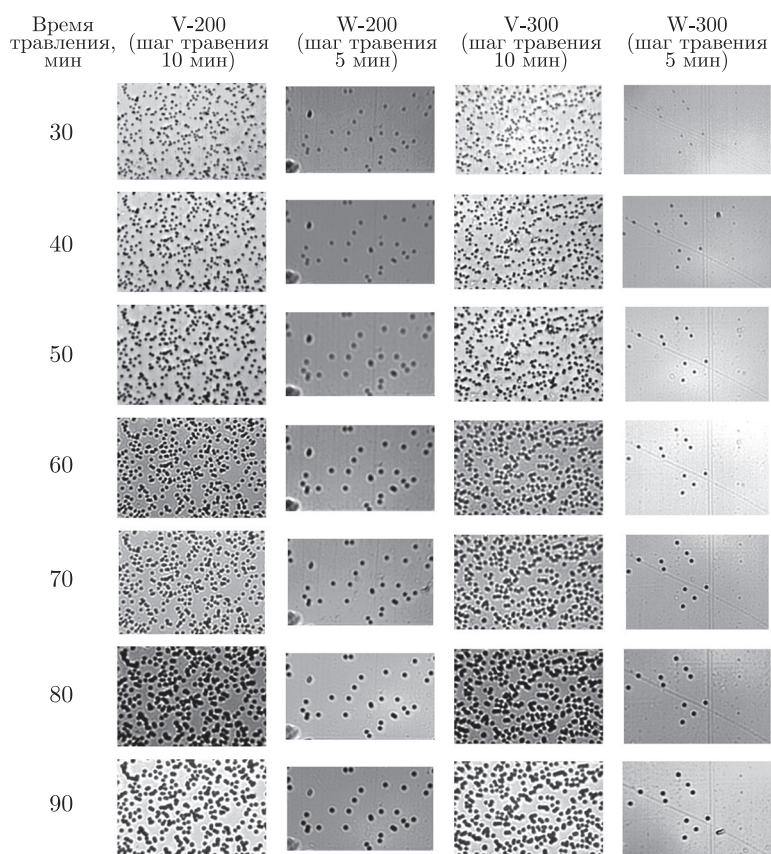 Время травления, мин
V-200 (шаг травения 10 мин)
W-200 (шаг травения 5 мин)
V-300 (шаг травения 10 мин)
W-300 (шаг травения 5 мин)
30
40
50
60
70
80
90